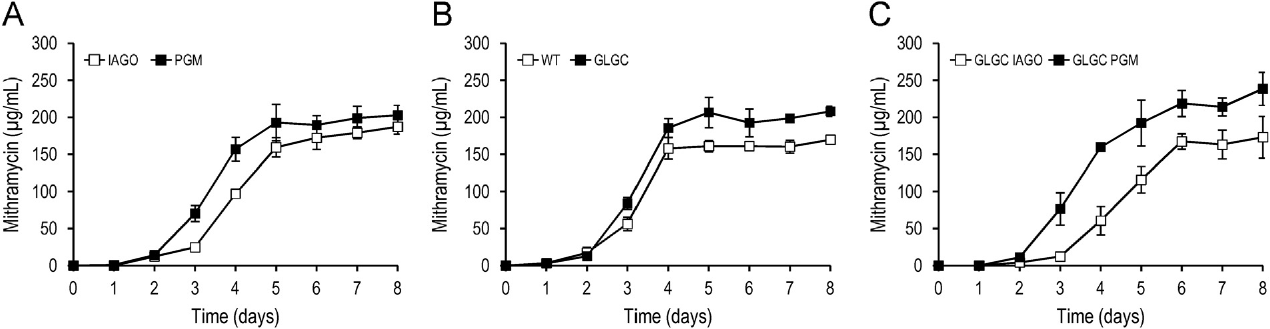 A
Mithramycin (µg/mL)
300
250
200
150
100
50
0
IAGO PGM
0 1 2 3 4 5 6 7 8
Time (days)
B
Mithramycin (µg/mL)
300
250
200
150
100
50
0
WT GLGC
0 1 2 3 4 5 6 7 8
Time (days)
C
Mithramycin (µg/mL)
300
250
200
150
100
50
0
GLGC IAGO GLGC PGM
0 1 2 3 4 5 6 7 8
Time (days)